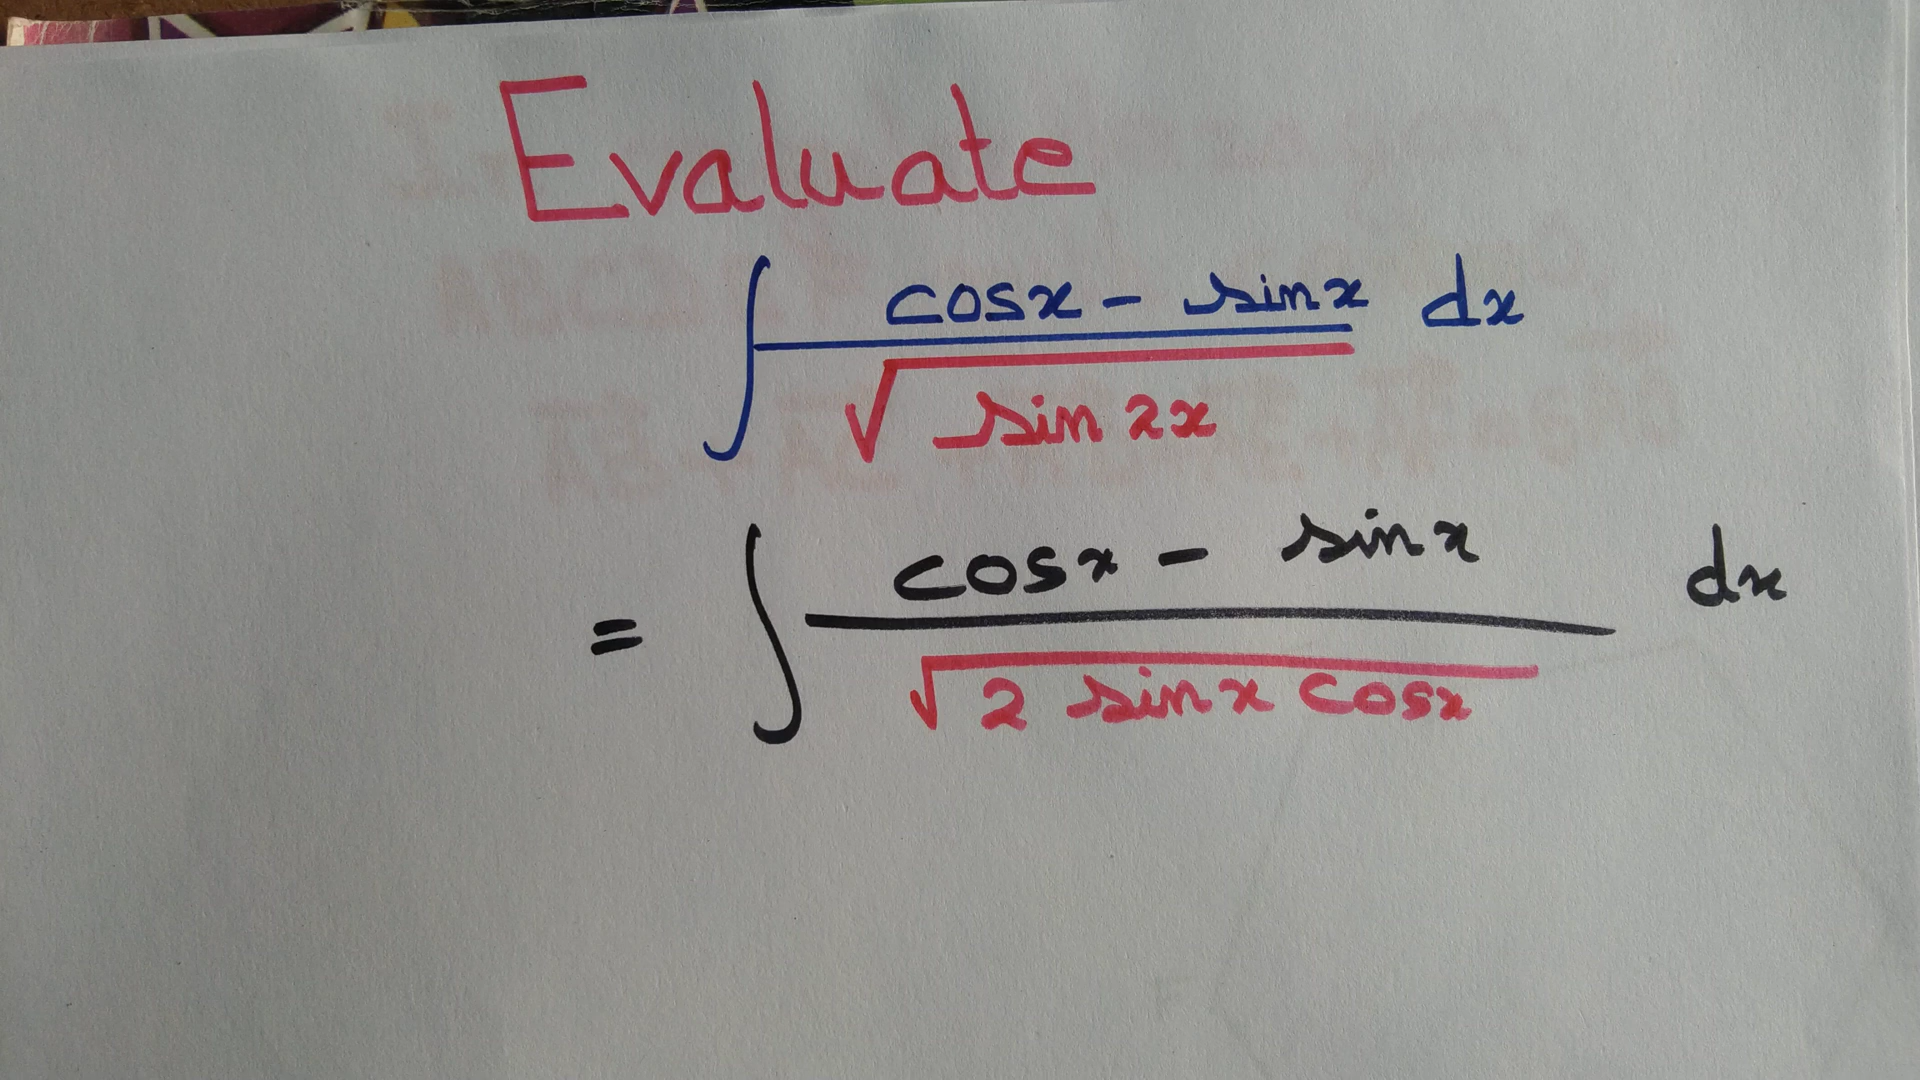 Evaluate
∫ cosx - sinx / √sin 2x dx
= ∫ cosx - sinx / √2 sinx cosx dx